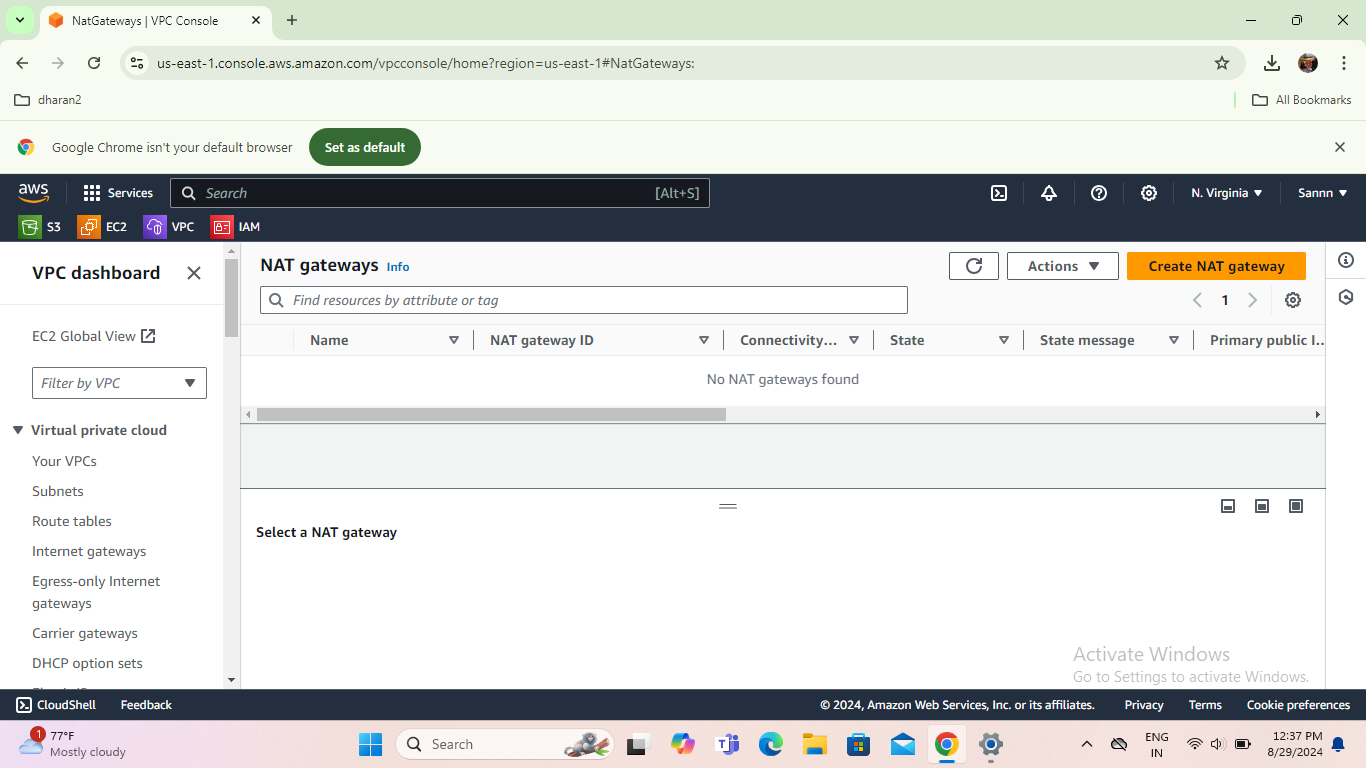 NatGateways | VPC Console
us-east-1.console.aws.amazon.com/vpcconsole/home?region=us-east-1#NatGateways:
dharan2
All Bookmarks
Google Chrome isn't your default browser
Set as default
aws
Services
Search
[Alt+S]
N. Virginia
Sannn
S3
EC2
VPC
IAM
VPC dashboard
EC2 Global View
Filter by VPC
Virtual private cloud
Your VPCs
Subnets
Route tables
Internet gateways
Egress-only Internet
gateways
Carrier gateways
DHCP option sets
NAT gateways Info
Actions
Create NAT gateway
Find resources by attribute or tag
1
Name
NAT gateway ID
Connectivity...
State
State message
Primary public I...
No NAT gateways found
Select a NAT gateway
Activate Windows
Go to Settings to activate Windows.
CloudShell
Feedback
© 2024, Amazon Web Services, Inc. or its affiliates.
Privacy
Terms
Cookie preferences
1
77°F
Mostly cloudy
Search
ENG
IN
12:37 PM
8/29/2024